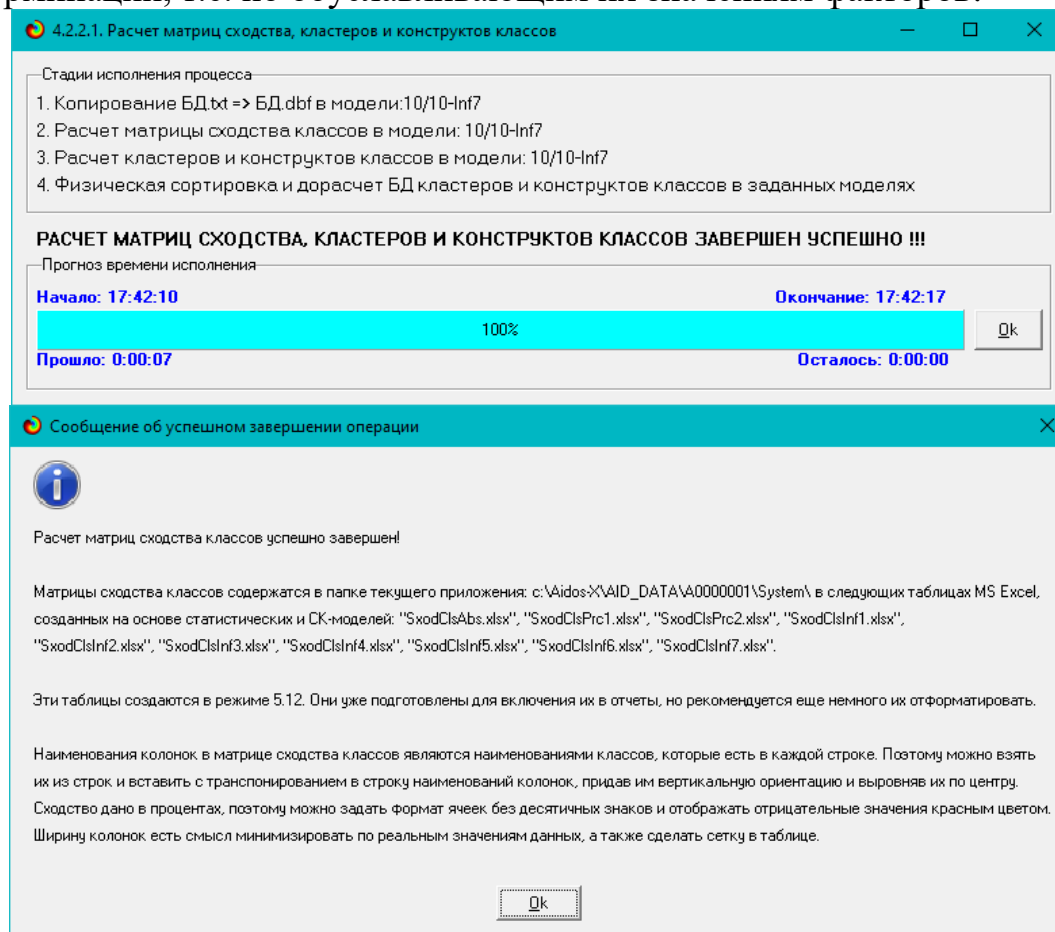 рминации, т.е. по обуславливающим их значениям факторов.
4.2.2.1. Расчет матриц сходства, кластеров и конструктов классов
Стадии исполнения процесса
1. Копирование БД.txt => БД.dbf в модели:10/10-Inf7
2. Расчет матрицы сходства классов в модели: 10/10-Inf7
3. Расчет кластеров и конструктов классов в модели: 10/10-Inf7
4. Физическая сортировка и дорасчет БД кластеров и конструктов классов в заданных моделях
РАСЧЕТ МАТРИЦ СХОДСТВА, КЛАСТЕРОВ И КОНСТРУКТОВ КЛАССОВ ЗАВЕРШЕН УСПЕШНО !!!
Прогноз времени исполнения
Начало: 17:42:10 Окончание: 17:42:17
100% Ok
Прошло: 0:00:07 Осталось: 0:00:00
Сообщение об успешном завершении операции
Расчет матриц сходства классов успешно завершен!
Матрицы сходства классов содержатся в папке текущего приложения: c:\Aidos-X\AID_DATA\A0000001\System\ в следующих таблицах MS Excel,
созданных на основе статистических и СК-моделей: "SxodClsAbs.xlsx", "SxodClsPrc1.xlsx", "SxodClsPrc2.xlsx", "SxodClsInf1.xlsx",
"SxodClsInf2.xlsx", "SxodClsInf3.xlsx", "SxodClsInf4.xlsx", "SxodClsInf5.xlsx", "SxodClsInf6.xlsx", "SxodClsInf7.xlsx".
Эти таблицы создаются в режиме 5.12. Они уже подготовлены для включения их в отчеты, но рекомендуется еще немного их отформатировать.
Наименования колонок в матрице сходства классов являются наименованиями классов, которые есть в каждой строке. Поэтому можно взять
их из строк и вставить с транспонированием в строку наименований колонок, придав им вертикальную ориентацию и выровняв их по центру.
Сходство дано в процентах, поэтому можно задать формат ячеек без десятичных знаков и отображать отрицательные значения красным цветом.
Ширину колонок есть смысл минимизировать по реальным значениям данных, а также сделать сетку в таблице.
Ok